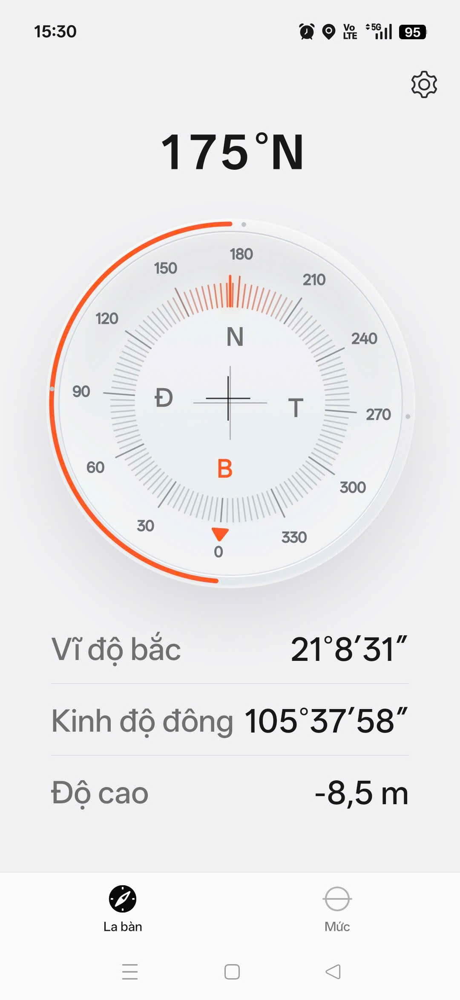 15:30
Vo
LTE
5G
95
175°N
180
150
210
120
240
N
90
Đ
T
270
60
B
300
30
330
0
Vĩ độ bắc 21°8′31″
Kinh độ đông 105°37′58″
Độ cao -8,5 m
La bàn
Mức